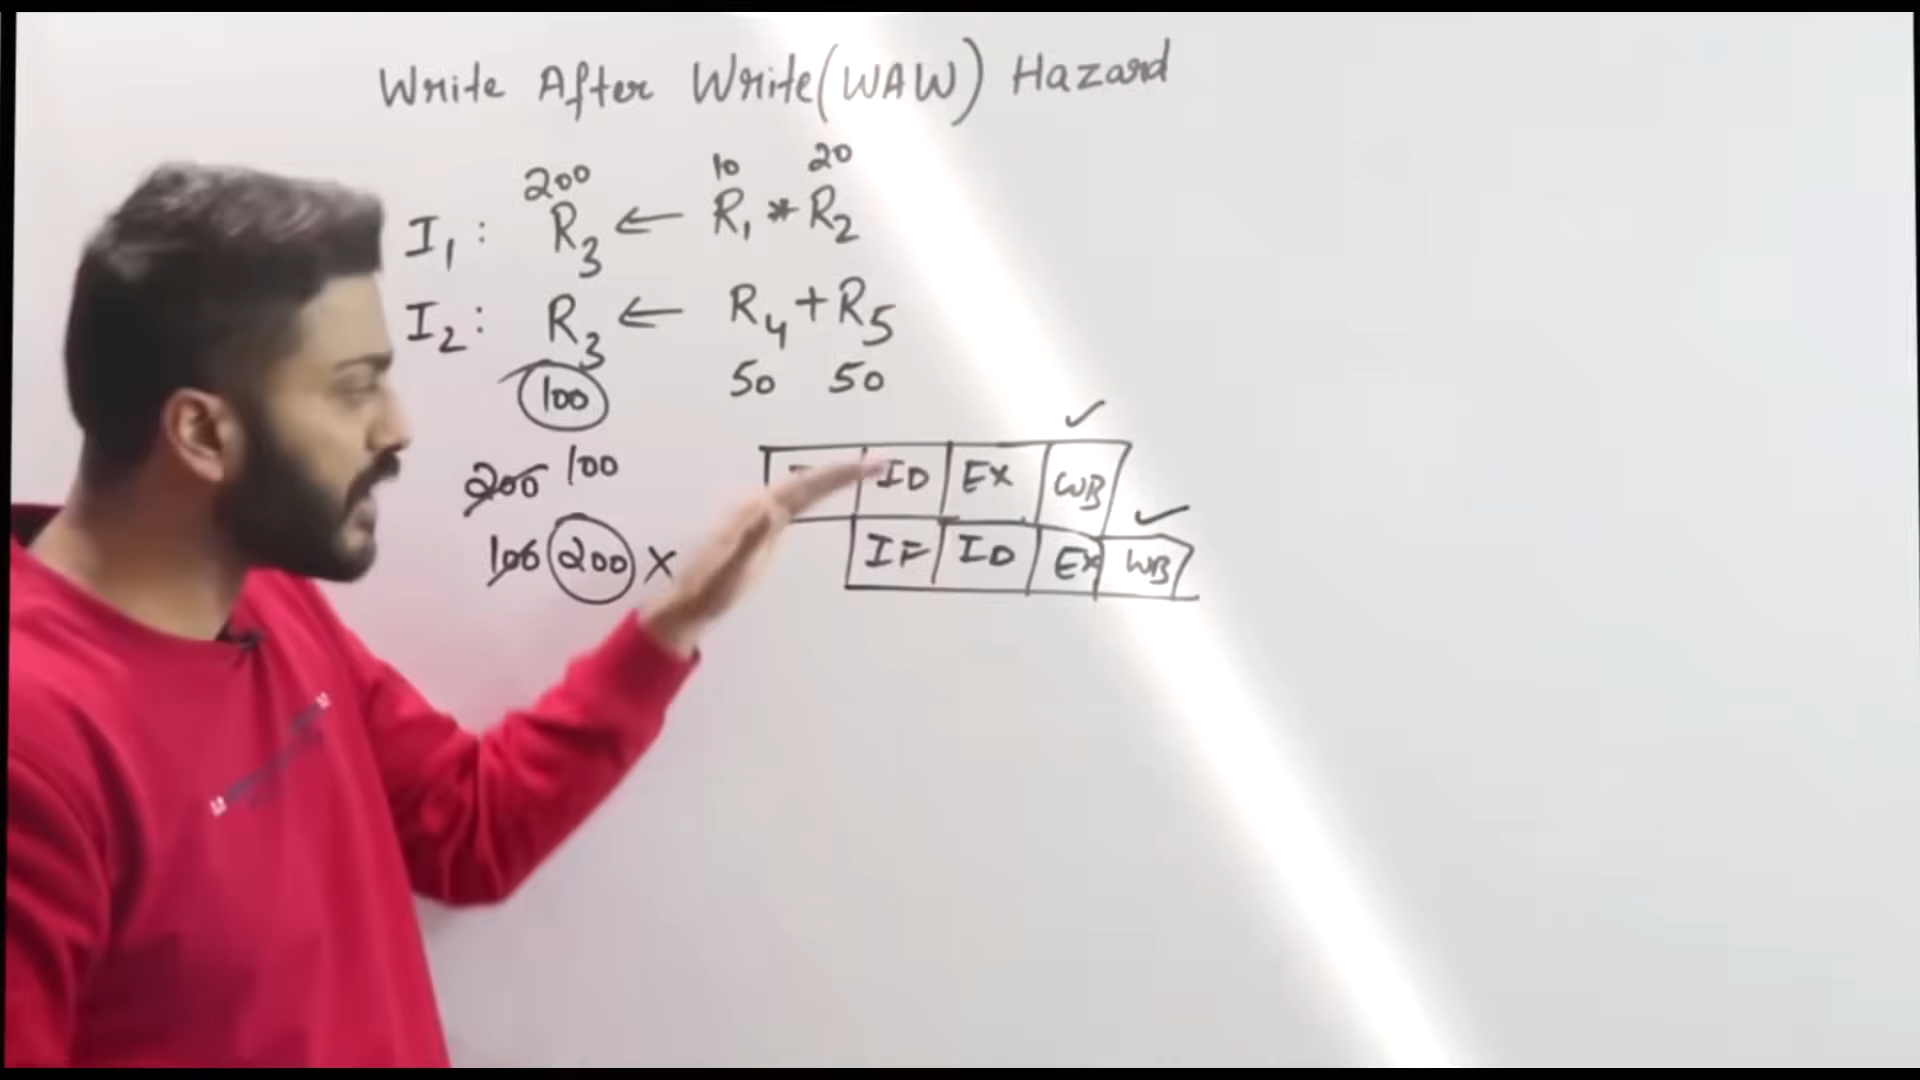 Write After Write (WAW) Hazard
200 10 20
I1 : R3 ← R1 * R2
I2 : R3 ← R4 + R5
100 50 50
200 100
100 200 X
ID EX WB
IF ID EX WB